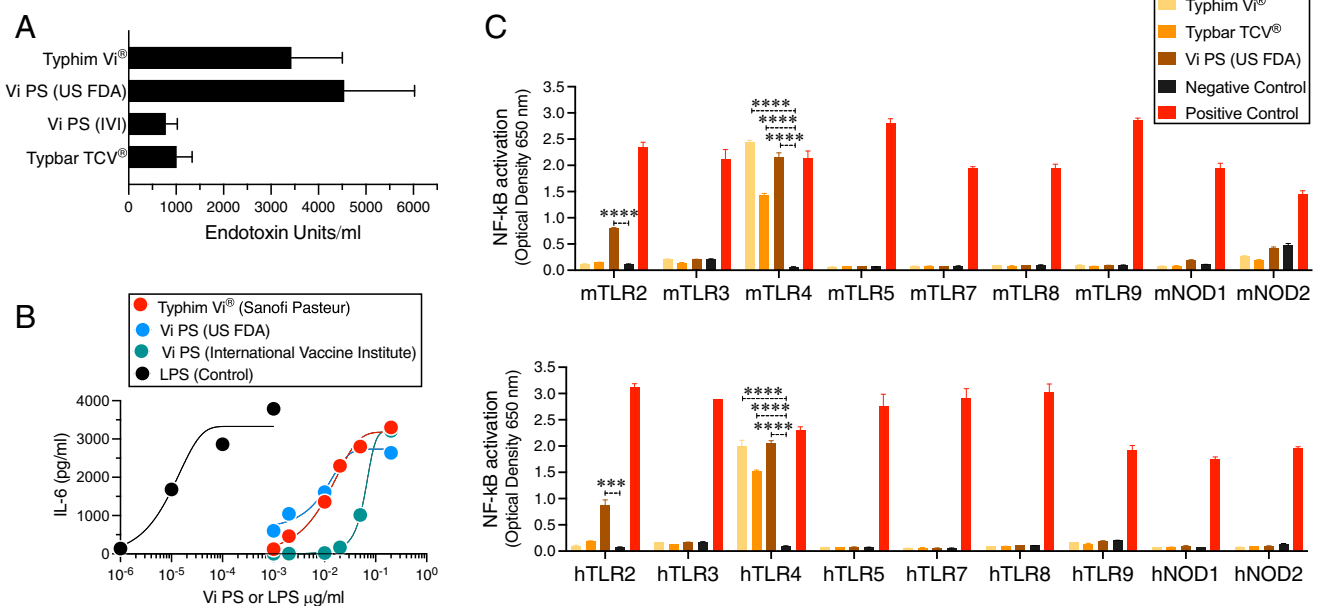 A
Typhim Vi®
Vi PS (US FDA)
Vi PS (IVI)
Typbar TCV®
0 1000 2000 3000 4000 5000 6000
Endotoxin Units/ml
B
Typhim Vi® (Sanofi Pasteur)
Vi PS (US FDA)
Vi PS (International Vaccine Institute)
LPS (Control)
4000
3000
2000
1000
0
IL-6 (pg/ml)
10-6 10-5 10-4 10-3 10-2 10-1 100
Vi PS or LPS µg/ml
C
Typhim Vi®
Typbar TCV®
Vi PS (US FDA)
Negative Control
Positive Control
NF-kB activation
(Optical Density 650 nm)
3.5
3.0
2.5
2.0
1.5
1.0
0.5
0.0
****
****
****
****
mTLR2 mTLR3 mTLR4 mTLR5 mTLR7 mTLR8 mTLR9 mNOD1 mNOD2
NF-kB activation
(Optical Density 650 nm)
3.5
3.0
2.5
2.0
1.5
1.0
0.5
0.0
***
****
****
****
hTLR2 hTLR3 hTLR4 hTLR5 hTLR7 hTLR8 hTLR9 hNOD1 hNOD2